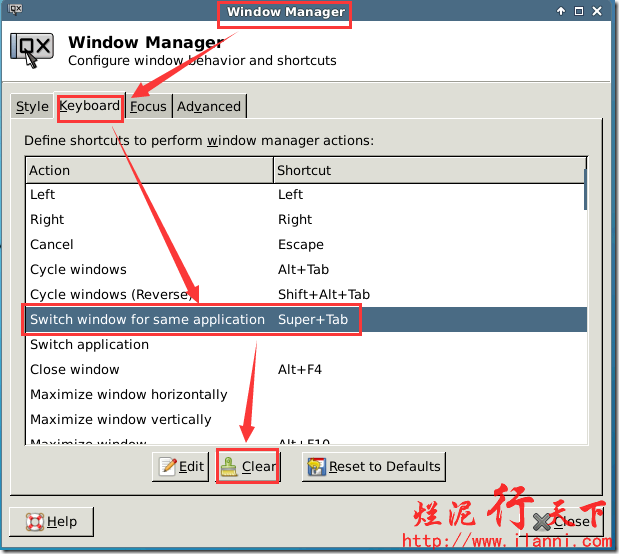 Window Manager
Window Manager
Configure window behavior and shortcuts
Style Keyboard Focus Advanced
Define shortcuts to perform window manager actions:
Action Shortcut
Left Left
Right Right
Cancel Escape
Cycle windows Alt+Tab
Cycle windows (Reverse) Shift+Alt+Tab
Switch window for same application Super+Tab
Switch application
Close window Alt+F4
Maximize window horizontally
Maximize window vertically
Maximize window Alt+F10
Edit Clear Reset to Defaults
烂泥行天下
Help Close
http://www.ilanni.com